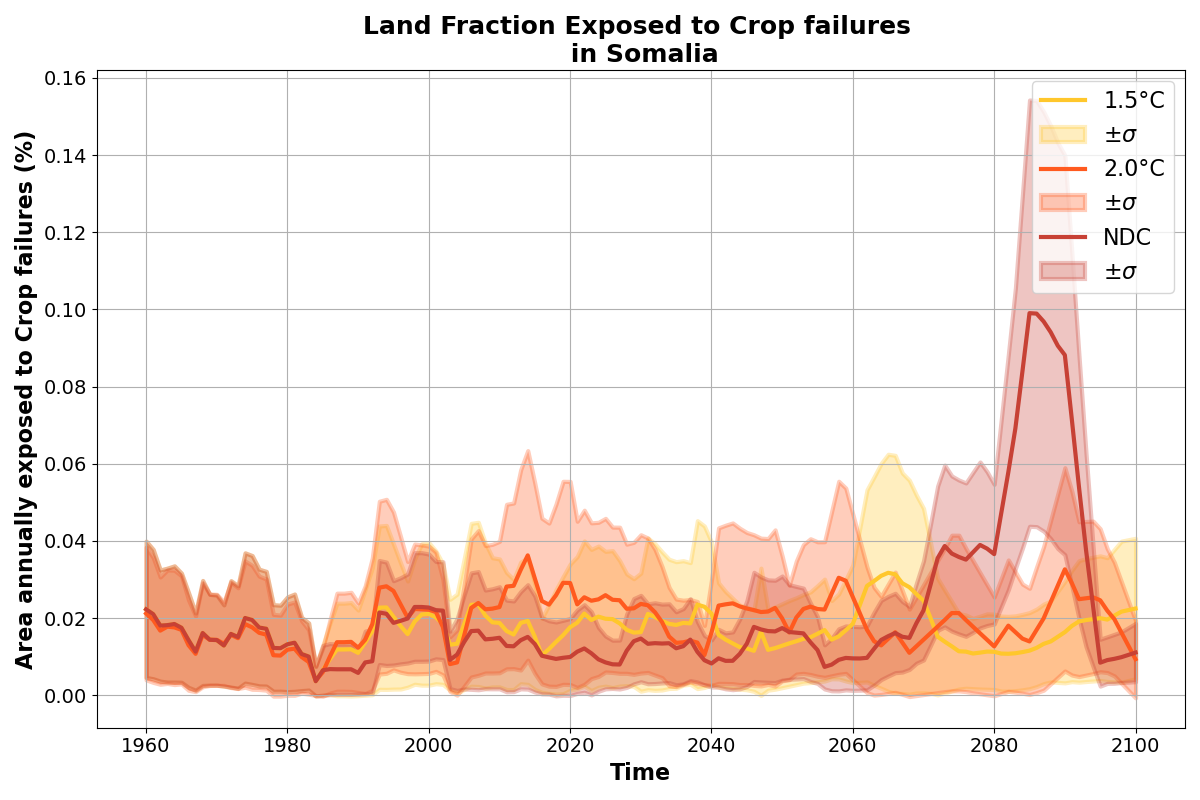 Land Fraction Exposed to Crop failures
in Somalia
Area annually exposed to Crop failures (%)
0.16
0.14
0.12
0.10
0.08
0.06
0.04
0.02
0.00
1.5°C
±σ
2.0°C
±σ
NDC
±σ
1960
1980
2000
2020
2040
2060
2080
2100
Time